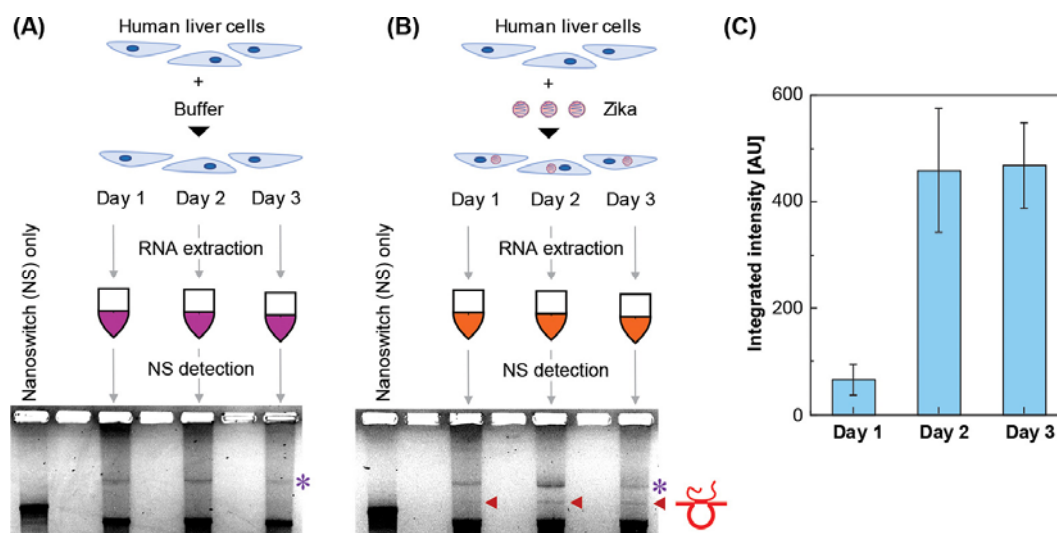 (A)
Human liver cells
+
Buffer
Day 1 Day 2 Day 3
RNA extraction
Nanoswitch (NS) only
NS detection
*
(B)
Human liver cells
+
Zika
Day 1 Day 2 Day 3
RNA extraction
Nanoswitch (NS) only
NS detection
*
(C)
Integrated intensity [AU]
600
400
200
0
Day 1 Day 2 Day 3